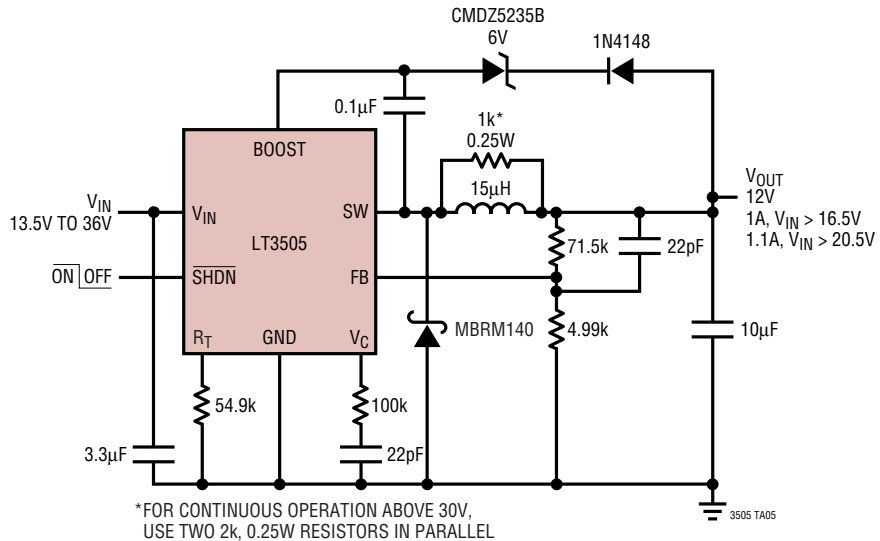 CMDZ5235B
6V
1N4148
0.1µF
1k*
0.25W
BOOST
15µH
V_OUT
12V
1A, V_IN > 16.5V
1.1A, V_IN > 20.5V
V_IN
13.5V TO 36V
V_IN
SW
LT3505
71.5k
22pF
ON OFF
SHDN
FB
R_T
GND
V_C
MBRM140
4.99k
10µF
54.9k
100k
3.3µF
22pF
*FOR CONTINUOUS OPERATION ABOVE 30V,
USE TWO 2k, 0.25W RESISTORS IN PARALLEL
3505 TA05